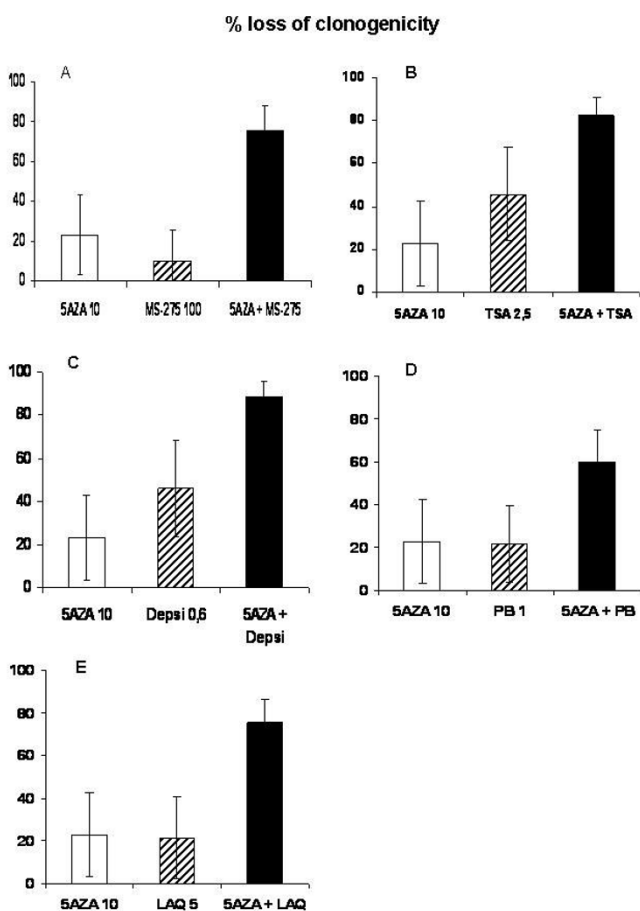 % loss of clonogenicity
A
100
80
60
40
20
0
5AZA 10 MS-275 100 5AZA + MS-275
B
100
80
60
40
20
0
5AZA 10 TSA 2,5 5AZA + TSA
C
100
80
60
40
20
0
5AZA 10 Depsi 0,6 5AZA +
Depsi
D
100
80
60
40
20
0
5AZA 10 PB 1 5AZA + PB
E
100
80
60
40
20
0
5AZA 10 LAQ 5 5AZA + LAQ